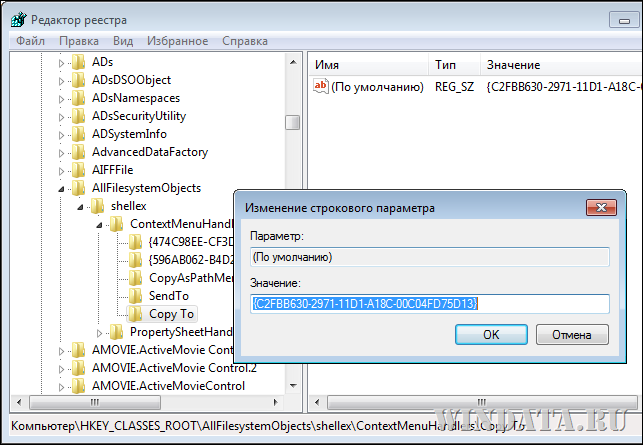 Редактор реестра
Файл Правка Вид Избранное Справка
ADs
ADsDSOObject
ADsNamespaces
ADsSecurityUtility
ADSystemInfo
AdvancedDataFactory
AIFFFile
AllFilesystemObjects
shellex
ContextMenuHandl
{474C98EE-CF3D
{596AB062-B4D2
CopyAsPathMenu
SendTo
Copy To
PropertySheetHand
AMOVIE.ActiveMovie Contr
AMOVIE.ActiveMovie Control.2
AMOVIE.ActiveMovieControl
Имя Тип Значение
(По умолчанию) REG_SZ {C2FBB630-2971-11D1-A18C-0
Изменение строкового параметра
Параметр:
(По умолчанию)
Значение:
{C2FBB630-2971-11D1-A18C-00C04FD75D13}
OK Отмена
Компьютер\HKEY_CLASSES_ROOT\AllFilesystemObjects\shellex\ContextMenuHandlers\Copy To
WINDATA.RU